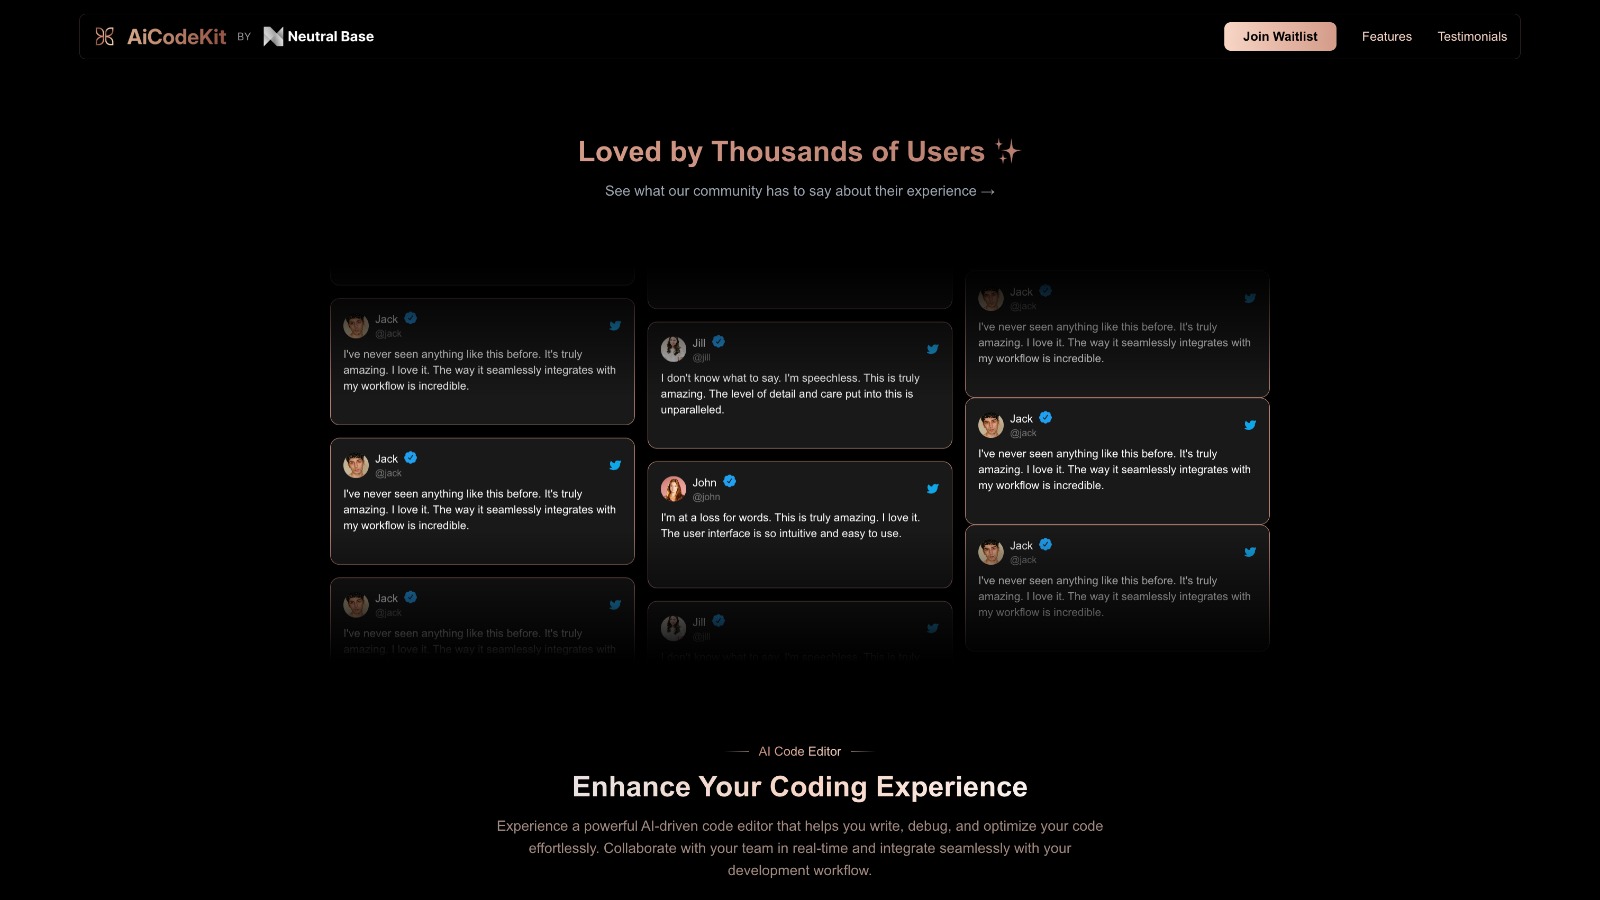 AiCodeKit BY Neutral Base
Join Waitlist
Features
Testimonials
Loved by Thousands of Users
See what our community has to say about their experience →
Jack
@jack
I've never seen anything like this before. It's truly
amazing. I love it. The way it seamlessly integrates with
my workflow is incredible.
Jack
@jack
I've never seen anything like this before. It's truly
amazing. I love it. The way it seamlessly integrates with
my workflow is incredible.
Jack
@jack
I've never seen anything like this before. It's truly
amazing. I love it. The way it seamlessly integrates with
Jill
@jill
I don't know what to say. I'm speechless. This is truly
amazing. The level of detail and care put into this is
unparalleled.
John
@john
I'm at a loss for words. This is truly amazing. I love it.
The user interface is so intuitive and easy to use.
Jill
@jill
I don't know what to say. I'm speechless. This is truly
Jack
@jack
I've never seen anything like this before. It's truly
amazing. I love it. The way it seamlessly integrates with
my workflow is incredible.
Jack
@jack
I've never seen anything like this before. It's truly
amazing. I love it. The way it seamlessly integrates with
my workflow is incredible.
Jack
@jack
I've never seen anything like this before. It's truly
amazing. I love it. The way it seamlessly integrates with
my workflow is incredible.
AI Code Editor
Enhance Your Coding Experience
Experience a powerful AI-driven code editor that helps you write, debug, and optimize your code
effortlessly. Collaborate with your team in real-time and integrate seamlessly with your
development workflow.